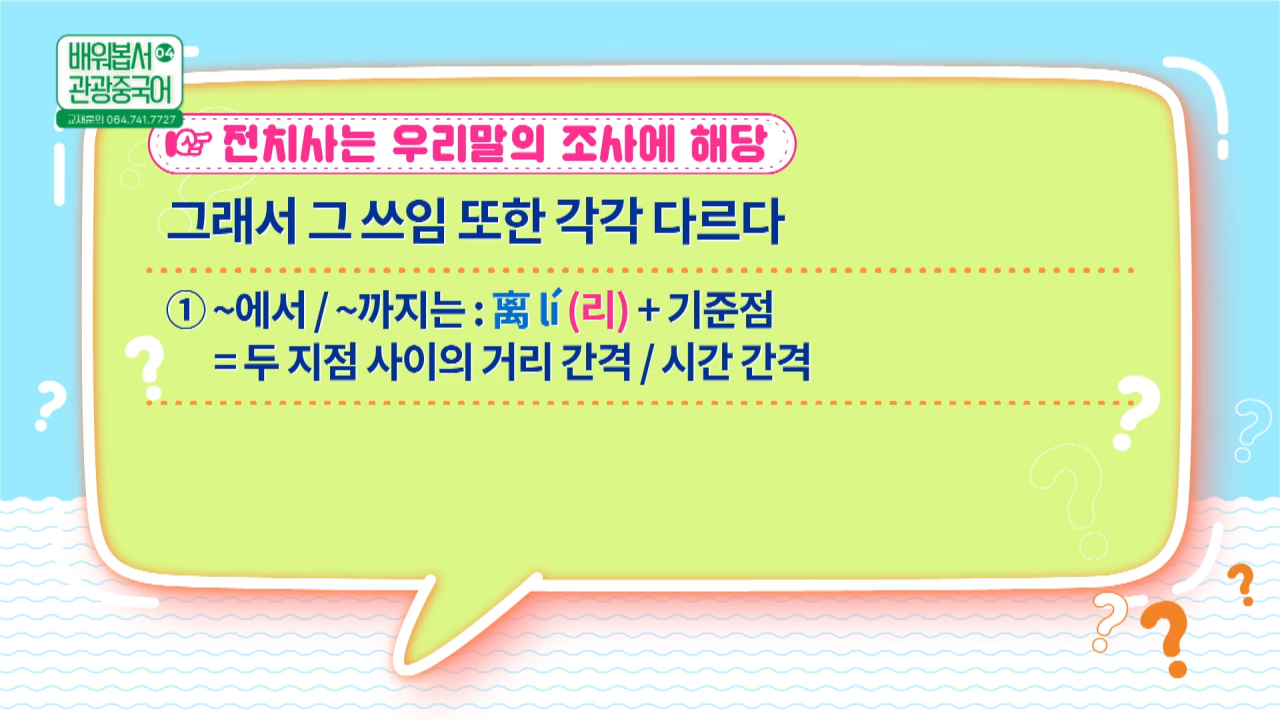 배워봅서 04
관광중국어
교재문의 064.741.7727
☞ 전치사는 우리말의 조사에 해당
그래서 그 쓰임 또한 각각 다르다
① ~에서 / ~까지는 : 离 lí (리) + 기준점
= 두 지점 사이의 거리 간격 / 시간 간격